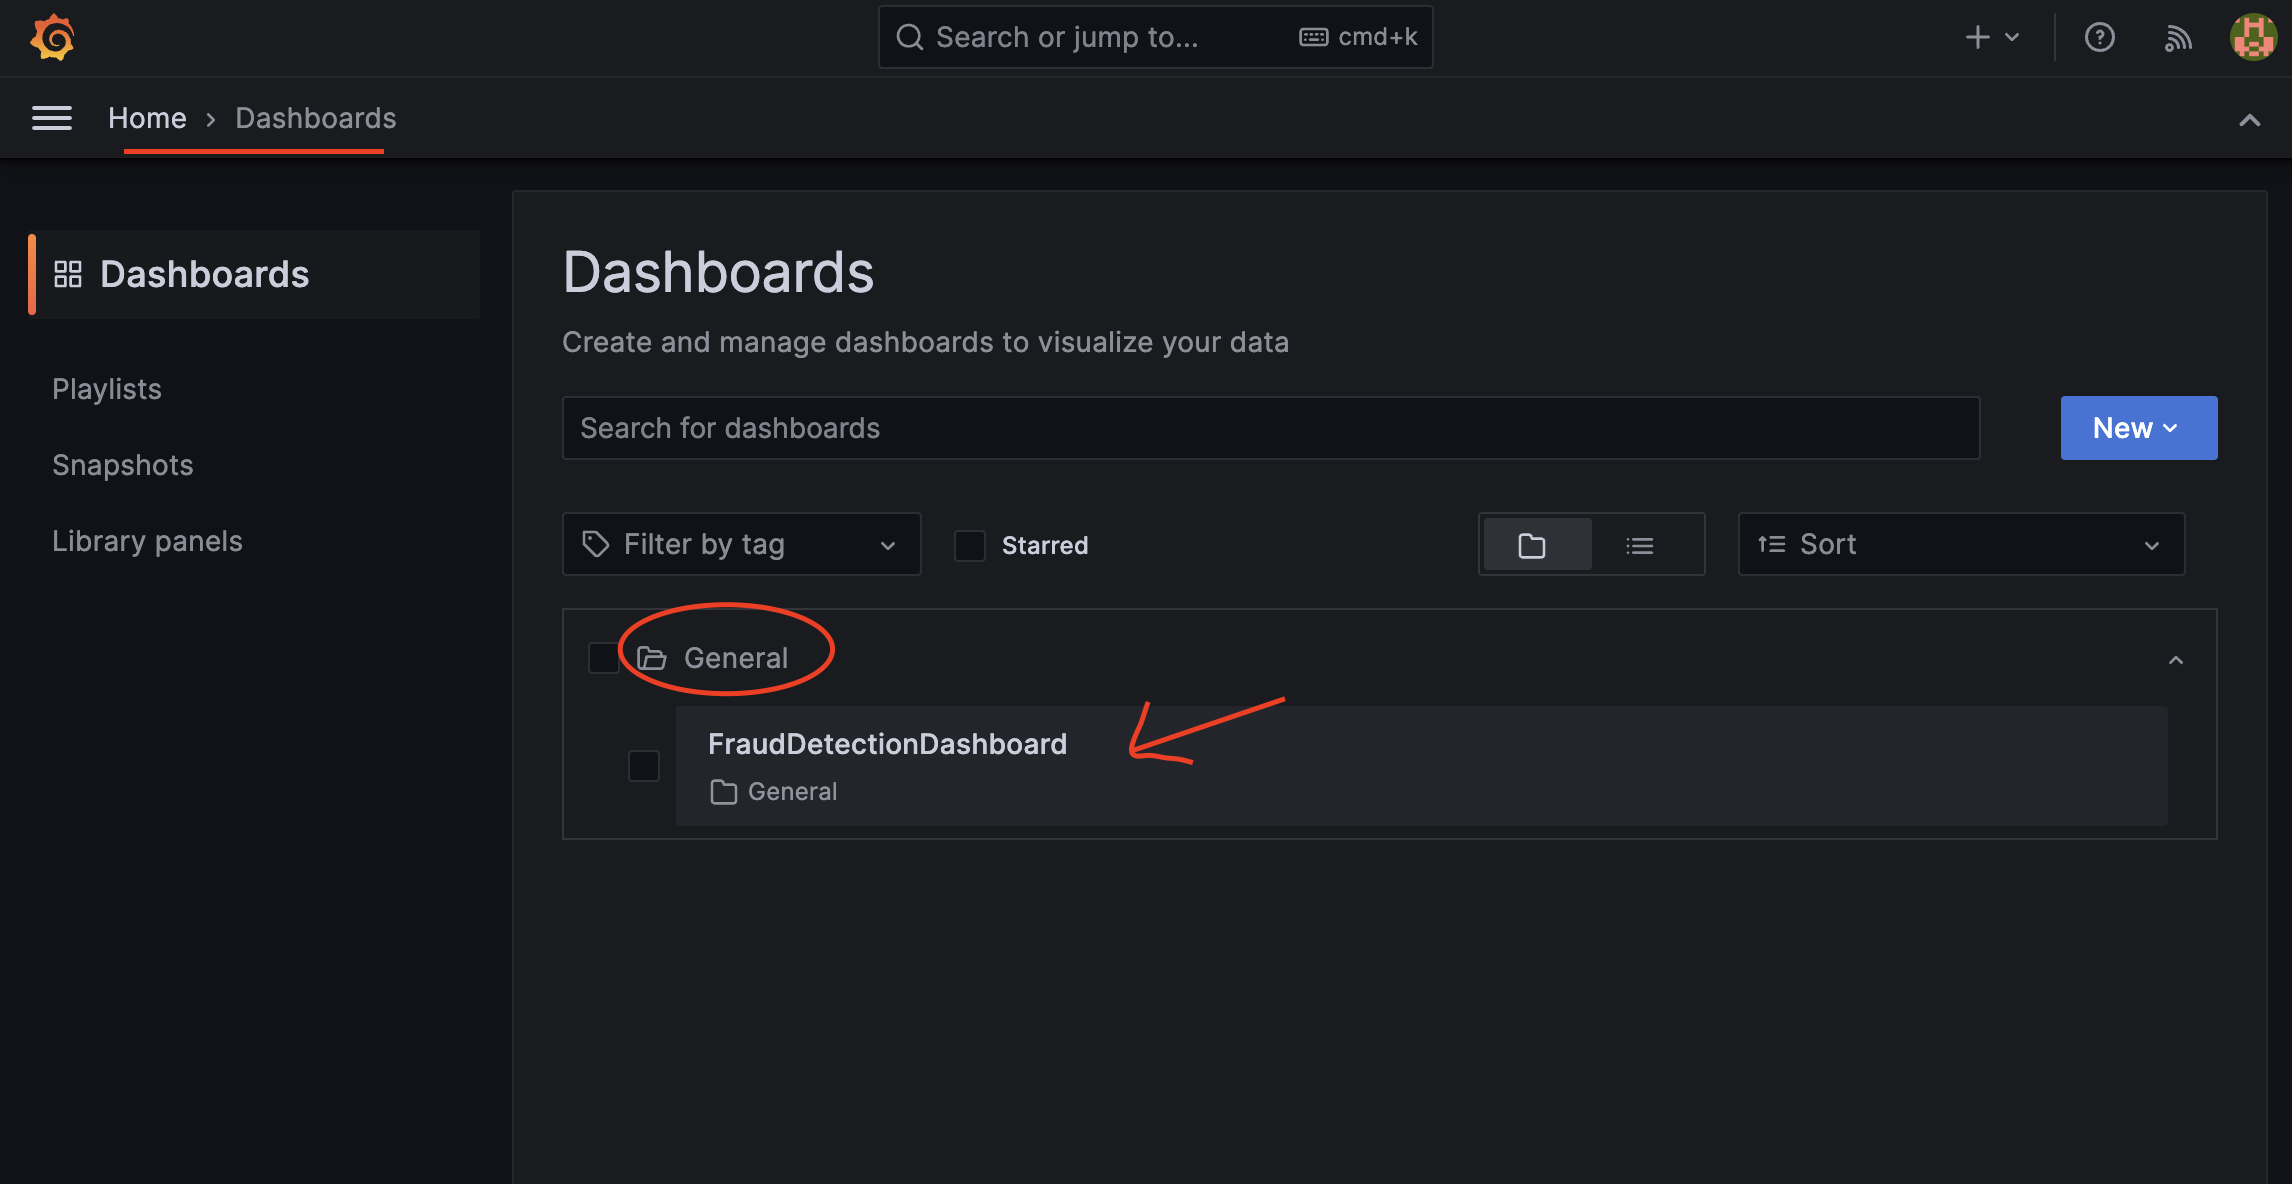 Search or jump to...
cmd+k
Home
Dashboards
Dashboards
Playlists
Snapshots
Library panels
Dashboards
Create and manage dashboards to visualize your data
Search for dashboards
New
Filter by tag
Starred
Sort
General
FraudDetectionDashboard
General